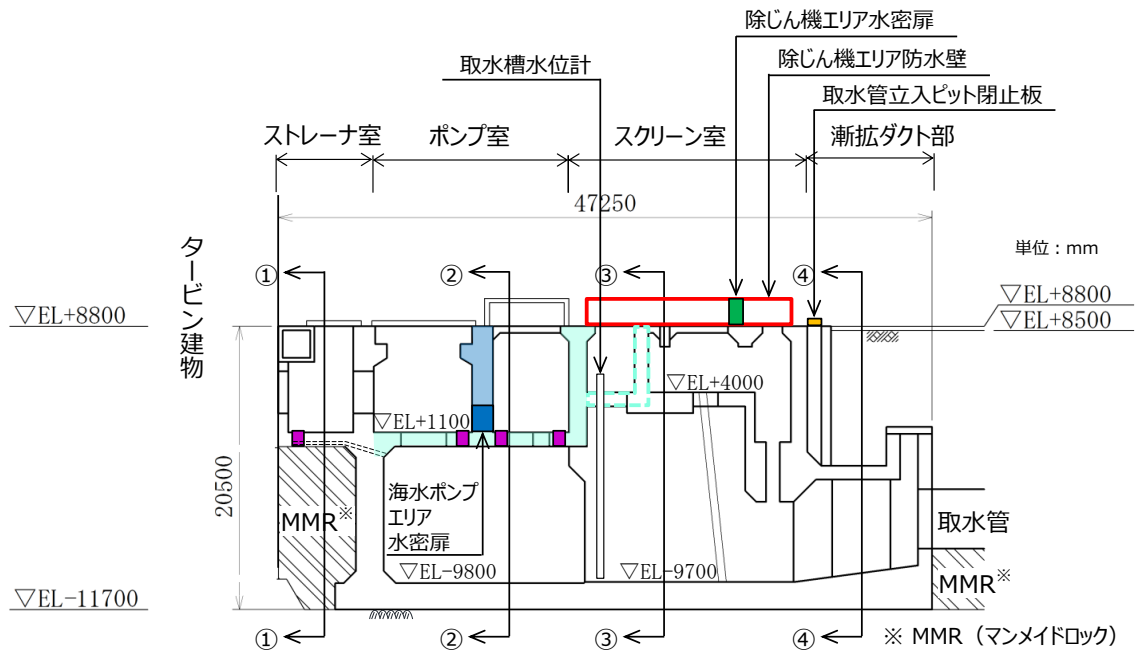 除じん機エリア水密扉
取水槽水位計
除じん機エリア防水壁
取水管立入ピット閉止板
ストレーナ室
ポンプ室
スクリーン室
漸拡ダクト部
47250
タービン建物
単位：mm
①
②
③
④
▽EL+8800
▽EL+8800
▽EL+8500
▽EL+4000
▽EL+1100
20500
海水ポンプ
エリア
水密扉
MMR※
取水管
▽EL-9800
▽EL-9700
MMR※
▽EL-11700
①
②
③
④
※ MMR（マンメイドロック）